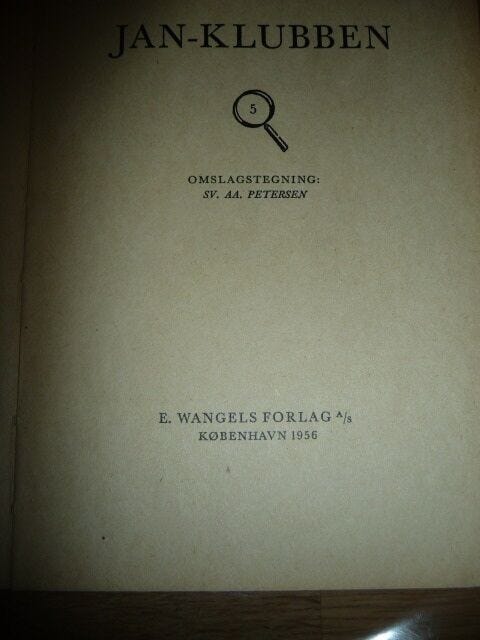 JAN-KLUBBEN
5
OMSLAGSTEGNING:
SV. AA. PETERSEN
E. WANGELS FORLAG A/s
KØBENHAVN 1956